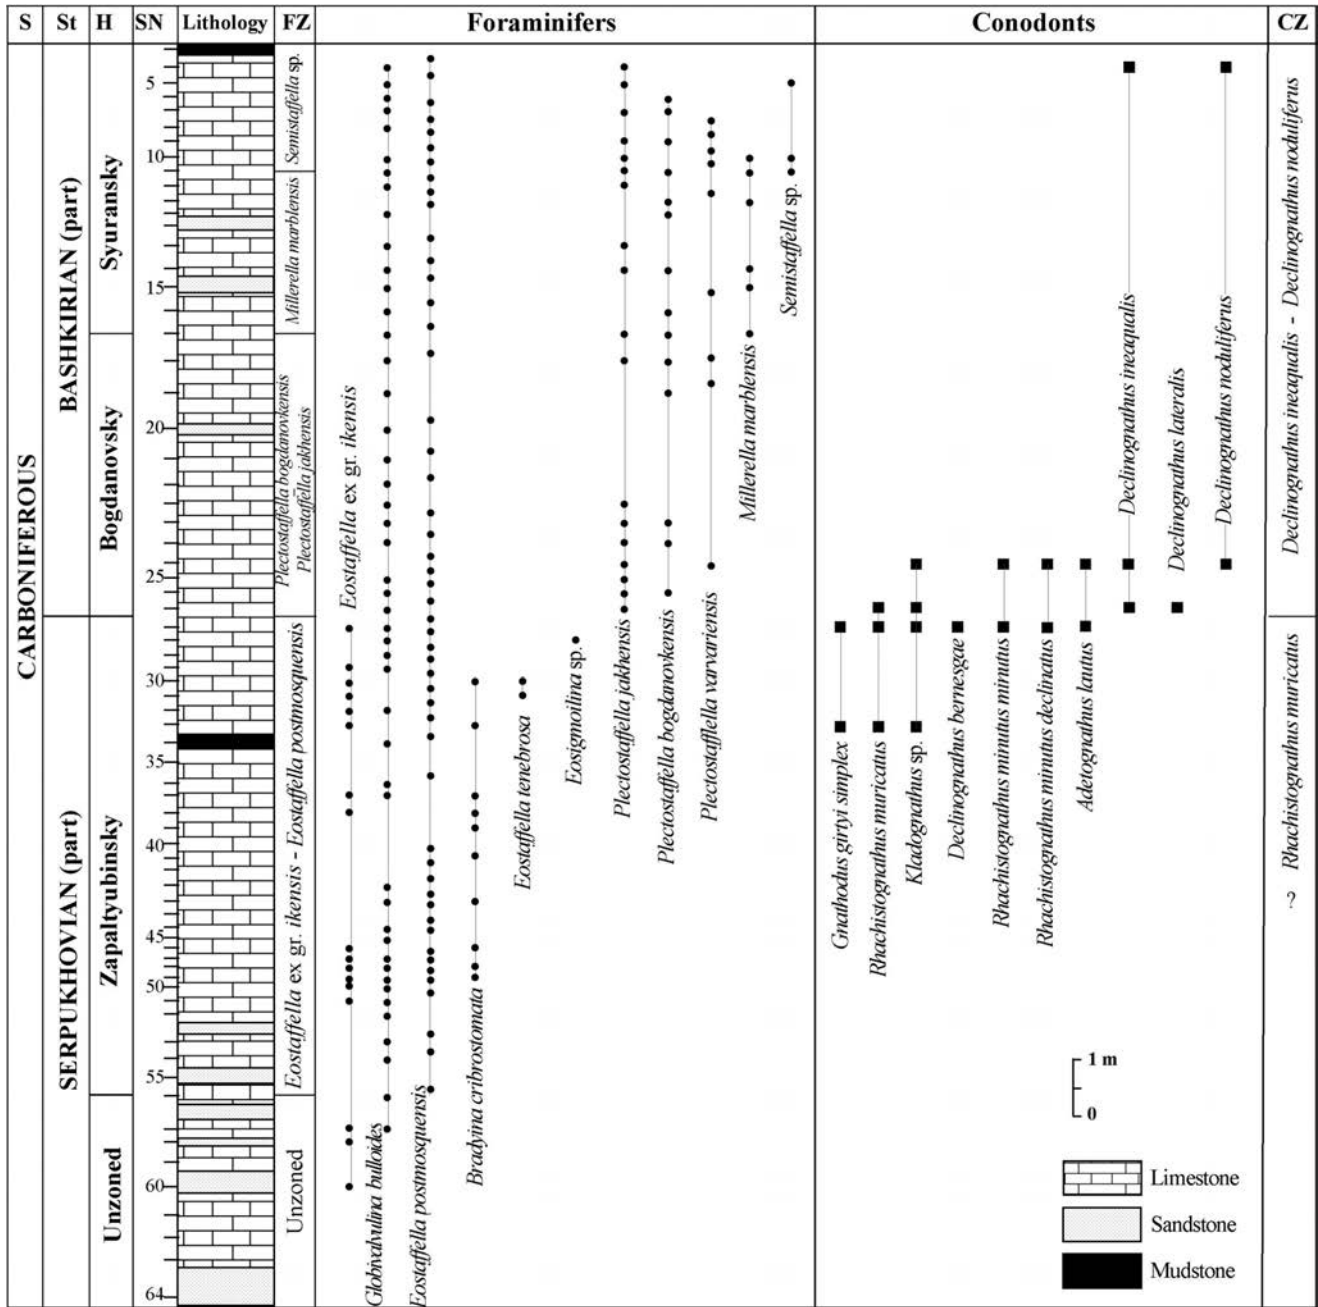 S St H SN Lithology FZ Foraminifers Conodonts CZ
CARBONIFEROUS
BASHKIRIAN (part)
SERPUKHOVIAN (part)
Syuransky
Bogdanovsky
Zapaltyubinsky
Unzoned
5
10
15
20
25
30
35
40
45
50
55
60
64
Semistaffella sp.
Millerella marblensis
Plectostaffella bogdanovkensis
Plectostaffella jakhensis
Eostaffella ex gr. ikensis - Eostaffella postmosquensis
Unzoned
Eostaffella ex gr. ikensis
Globivalvulina bulloides
Eostaffella postmosquensis
Bradyina cribrostomata
Eostaffella tenebrosa
Eosigmoilina sp.
Plectostaffella jakhensis
Plectostaffella bogdanovkensis
Plectostafflella varvariensis
Millerella marblensis
Semistaffella sp.
Gnathodus girtyi simplex
Rhachistognathus muricatus
Kladognathus sp.
Declinognathus bernesgae
Rhachistognathus minutus minutus
Rhachistognathus minutus declinatus
Adetognathus lautus
Declinognathus ineaqualis
Declinognathus lateralis
Declinognathus noduliferus
Declinognathus ineaqualis - Declinognathus noduliferus
? Rhachistognathus muricatus
1 m
0
Limestone
Sandstone
Mudstone